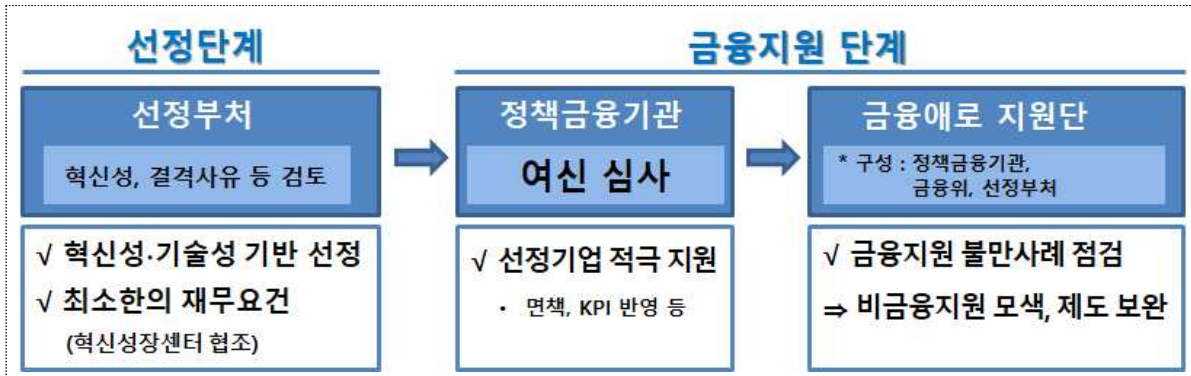 선정단계
선정부처
혁신성, 결격사유 등 검토
√ 혁신성·기술성 기반 선정
√ 최소한의 재무요건
(혁신성장센터 협조)
금융지원 단계
정책금융기관
여신 심사
√ 선정기업 적극 지원
· 면책, KPI 반영 등
금융애로 지원단
* 구성 : 정책금융기관,
금융위, 선정부처
√ 금융지원 불만사례 점검
⇒ 비금융지원 모색, 제도 보완